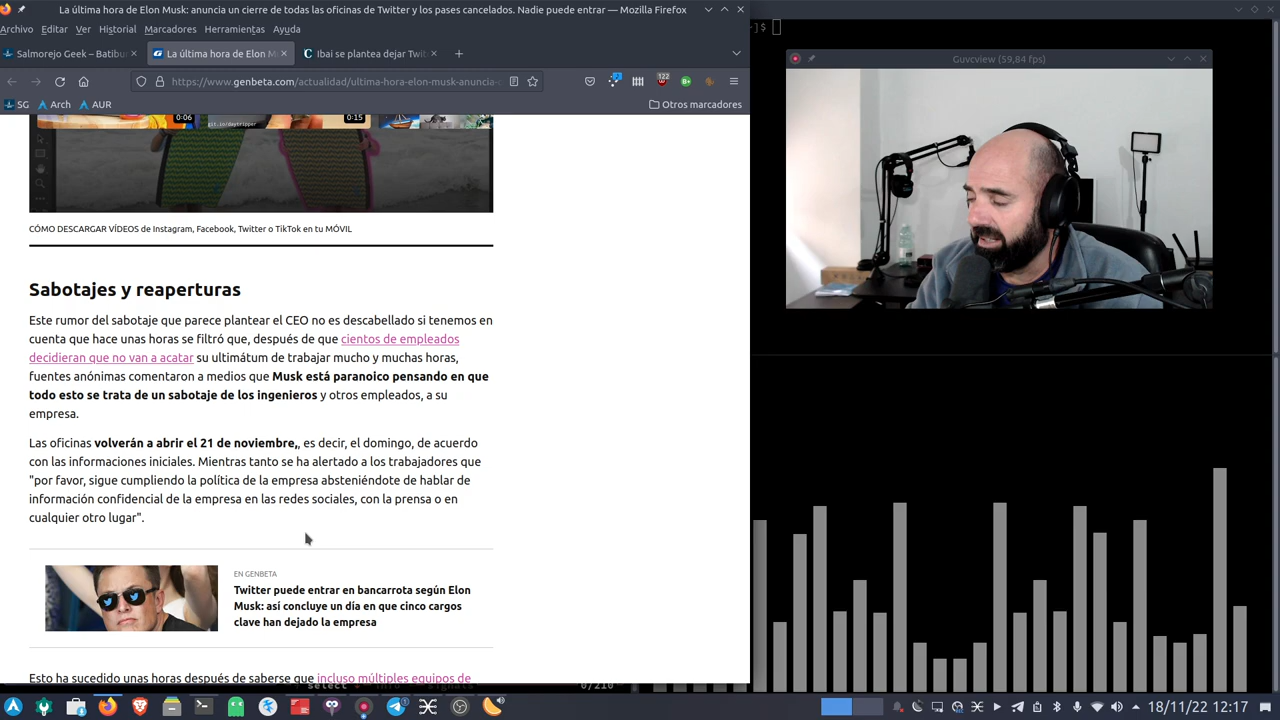 La última hora de Elon Musk: anuncia un cierre de todas las oficinas de Twitter y los pases cancelados. Nadie puede entrar — Mozilla Firefox
Archivo Editar Ver Historial Marcadores Herramientas Ayuda
Salmorejo Geek – Batibu
La última hora de Elon M
Ibai se plantea dejar Twit
https://www.genbeta.com/actualidad/ultima-hora-elon-musk-anuncia-c
122
SG Arch AUR Otros marcadores
0:06
git.io/daytripper
0:15
CÓMO DESCARGAR VÍDEOS de Instagram, Facebook, Twitter o TikTok en tu MÓVIL
Sabotajes y reaperturas
Este rumor del sabotaje que parece plantear el CEO no es descabellado si tenemos en
cuenta que hace unas horas se filtró que, después de que cientos de empleados
decidieran que no van a acatar su ultimátum de trabajar mucho y muchas horas,
fuentes anónimas comentaron a medios que Musk está paranoico pensando en que
todo esto se trata de un sabotaje de los ingenieros y otros empleados, a su
empresa.
Las oficinas volverán a abrir el 21 de noviembre,, es decir, el domingo, de acuerdo
con las informaciones iniciales. Mientras tanto se ha alertado a los trabajadores que
"por favor, sigue cumpliendo la política de la empresa absteniéndote de hablar de
información confidencial de la empresa en las redes sociales, con la prensa o en
cualquier otro lugar".
EN GENBETA
Twitter puede entrar en bancarrota según Elon
Musk: así concluye un día en que cinco cargos
clave han dejado la empresa
Esto ha sucedido unas horas después de saberse que incluso múltiples equipos de
]$
Guvcview (59,84 fps)
select
signals
0/210
18/11/22 12:17